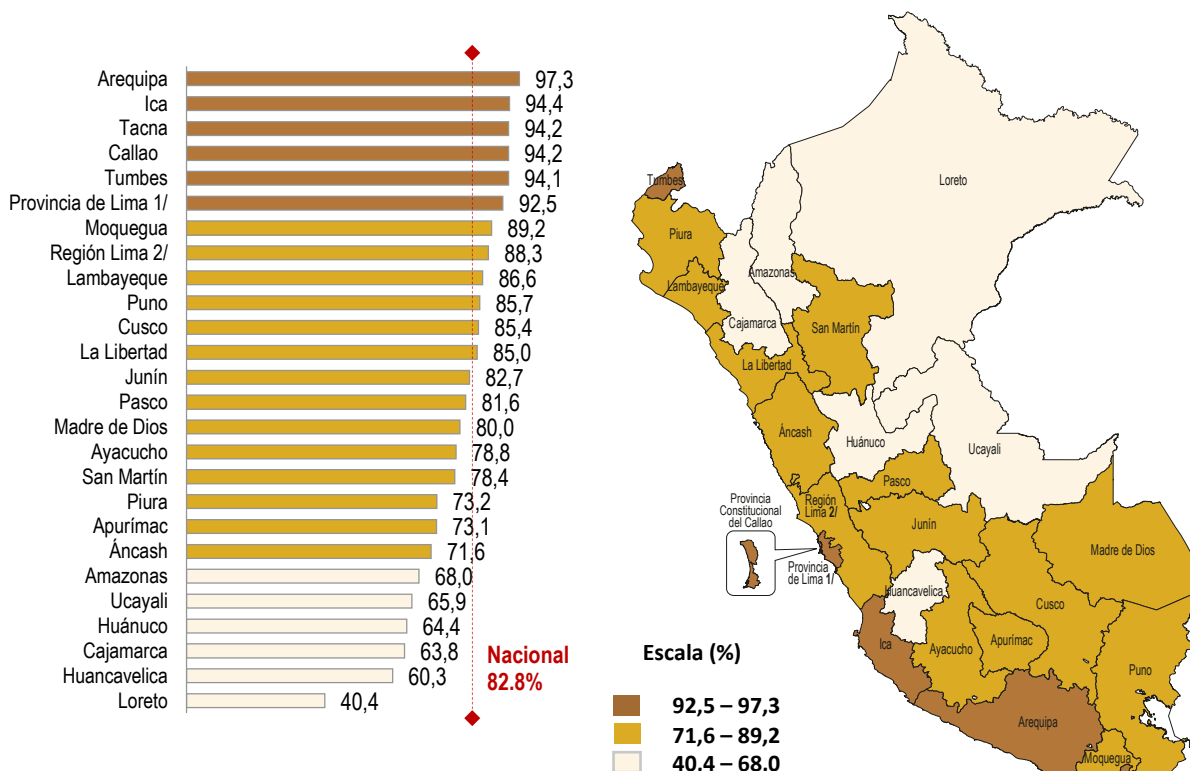 Arequipa 97,3
Ica 94,4
Tacna 94,2
Callao 94,2
Tumbes 94,1
Provincia de Lima 1/ 92,5
Moquegua 89,2
Región Lima 2/ 88,3
Lambayeque 86,6
Puno 85,7
Cusco 85,4
La Libertad 85,0
Junín 82,7
Pasco 81,6
Madre de Dios 80,0
Ayacucho 78,8
San Martín 78,4
Piura 73,2
Apurímac 73,1
Áncash 71,6
Amazonas 68,0
Ucayali 65,9
Huánuco 64,4
Cajamarca 63,8
Huancavelica 60,3
Loreto 40,4
Nacional
82.8%
Tumbes
Loreto
Piura
Amazonas
Lambayeque
Cajamarca
San Martín
La Libertad
Áncash
Huánuco
Ucayali
Pasco
Provincia
Constitucional
del Callao
Región
Lima 2/
Junín
Madre de Dios
Provincia
de Lima 1/
Huancavelica
Cusco
Ica
Ayacucho
Apurímac
Puno
Arequipa
Moquegua
Escala (%)
92,5 – 97,3
71,6 – 89,2
40,4 – 68,0